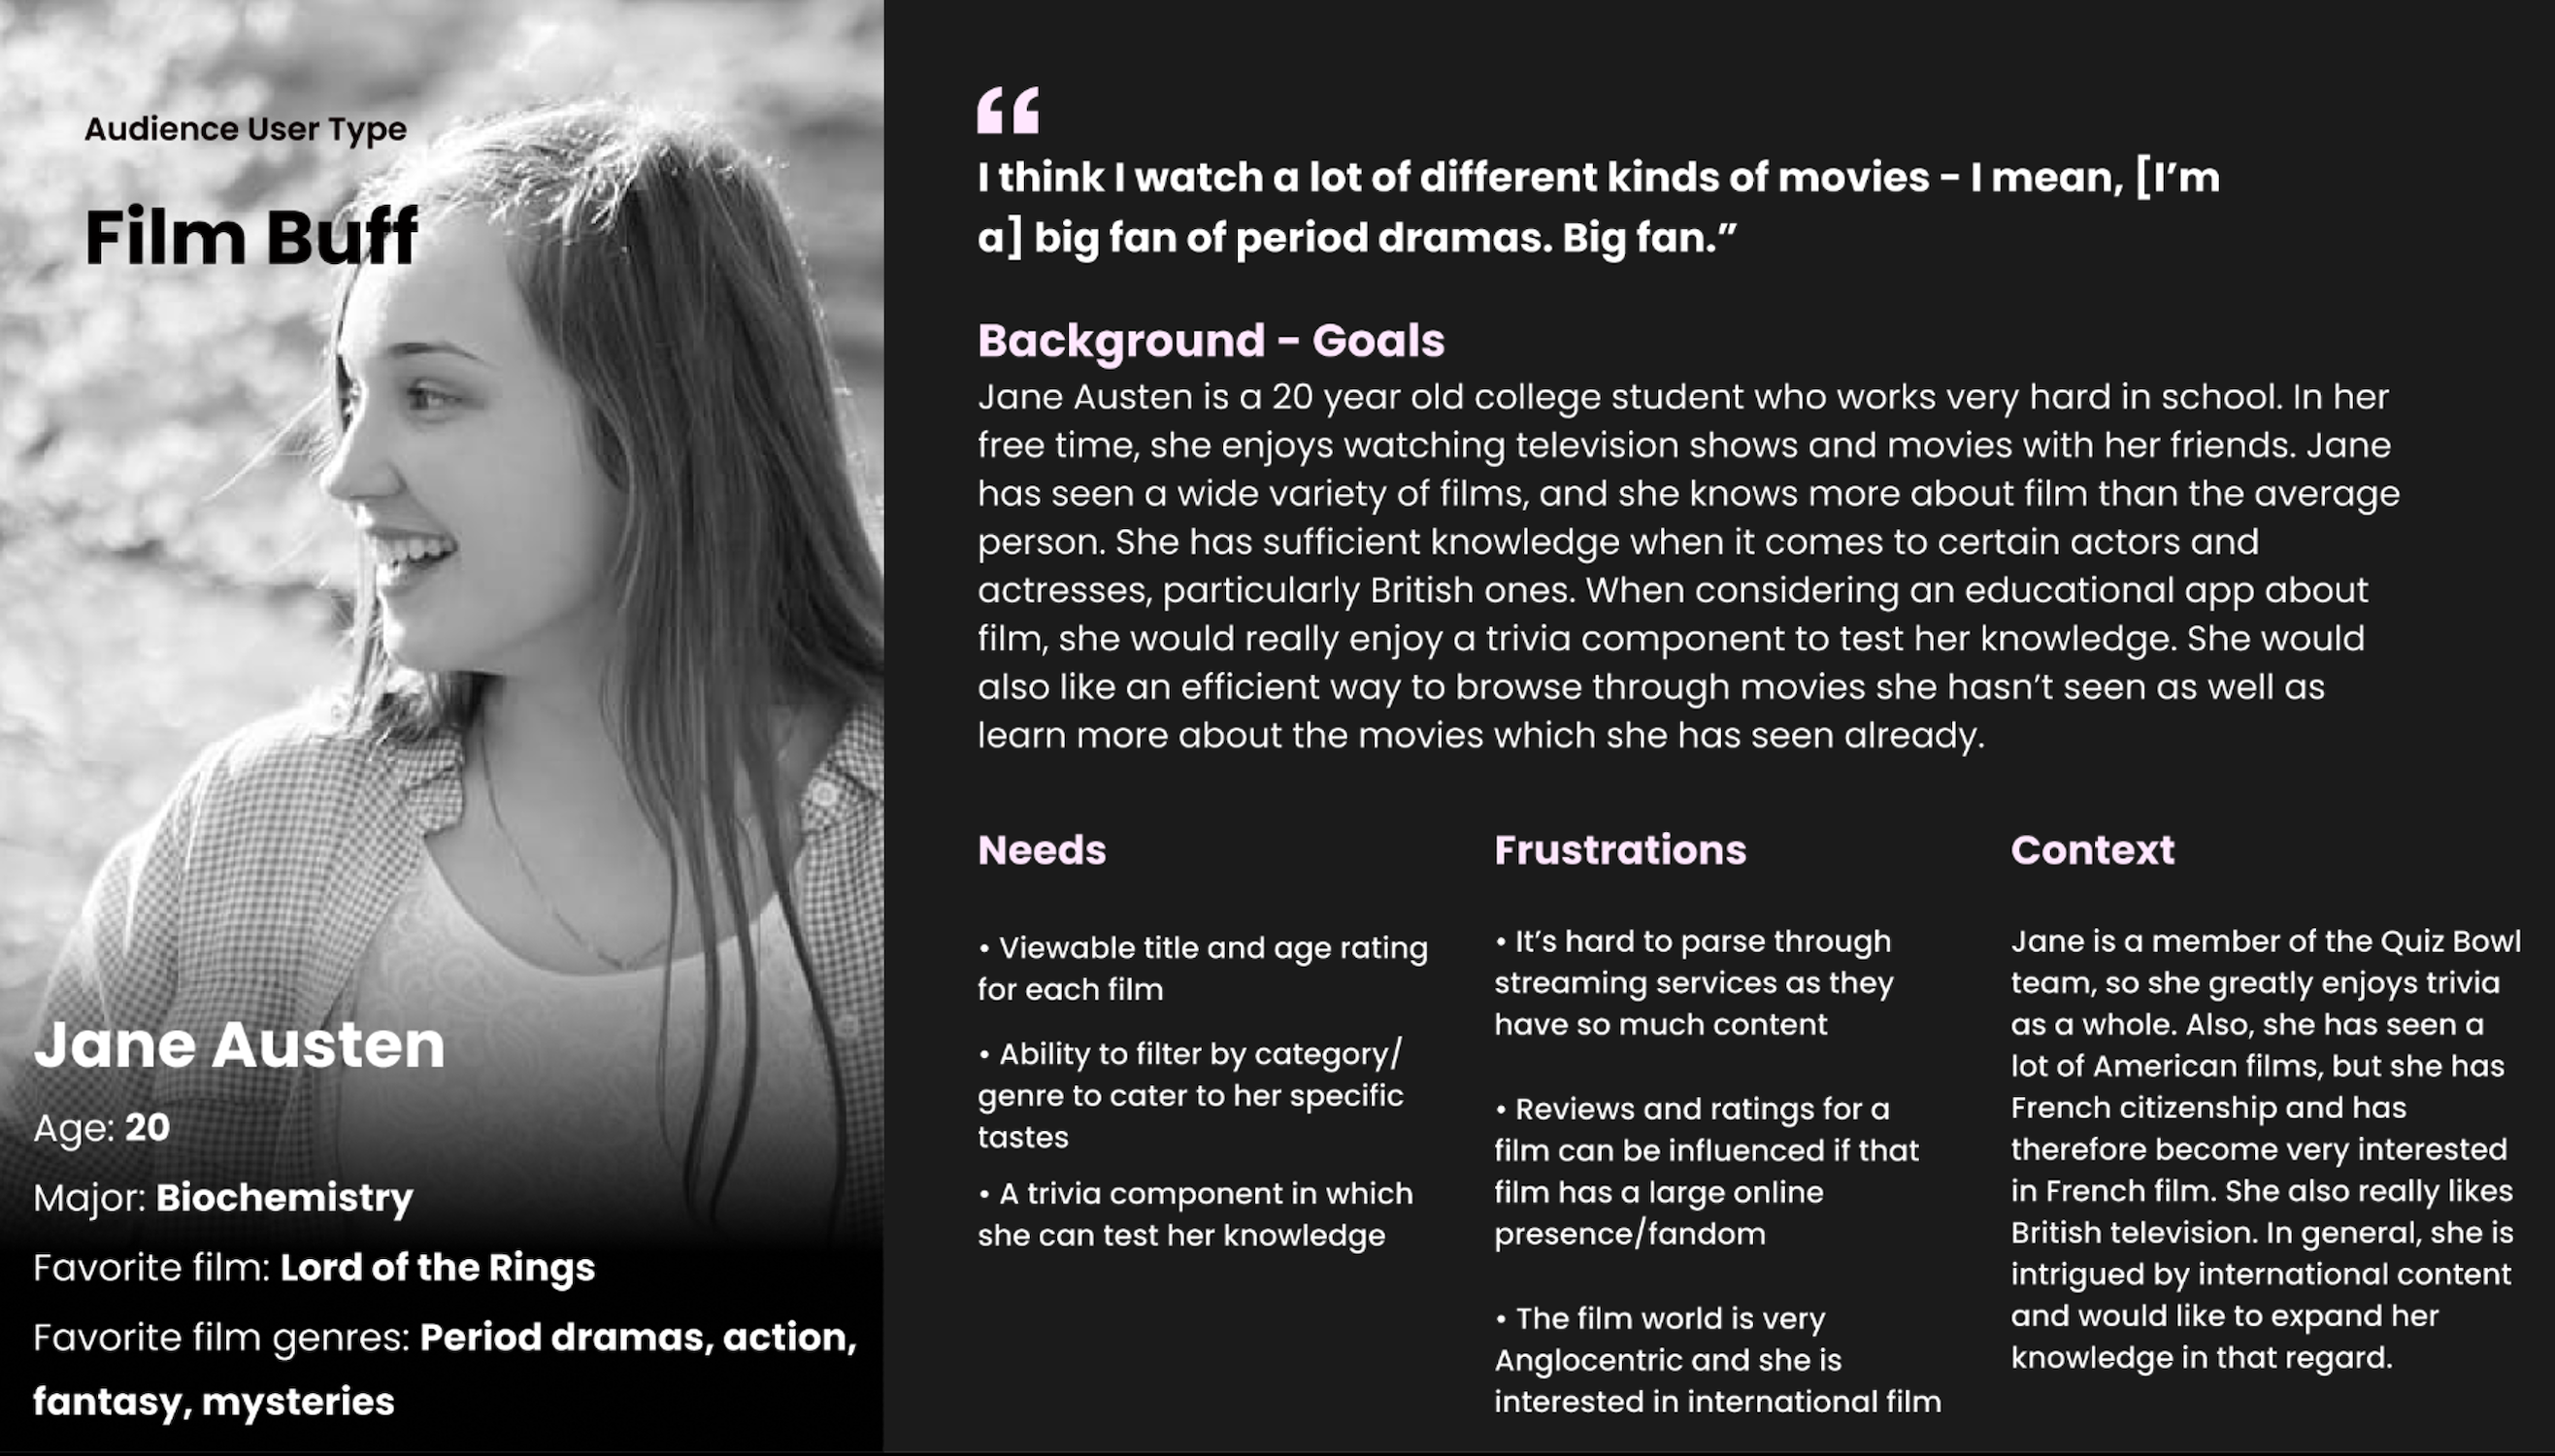 Audience User Type
Film Buff
Jane Austen
Age: 20
Major: Biochemistry
Favorite film: Lord of the Rings
Favorite film genres: Period dramas, action,
fantasy, mysteries
“
I think I watch a lot of different kinds of movies - I mean, [I’m
a] big fan of period dramas. Big fan.”
Background - Goals
Jane Austen is a 20 year old college student who works very hard in school. In her
free time, she enjoys watching television shows and movies with her friends. Jane
has seen a wide variety of films, and she knows more about film than the average
person. She has sufficient knowledge when it comes to certain actors and
actresses, particularly British ones. When considering an educational app about
film, she would really enjoy a trivia component to test her knowledge. She would
also like an efficient way to browse through movies she hasn’t seen as well as
learn more about the movies which she has seen already.
Needs
• Viewable title and age rating
for each film
• Ability to filter by category/
genre to cater to her specific
tastes
• A trivia component in which
she can test her knowledge
Frustrations
• It’s hard to parse through
streaming services as they
have so much content
• Reviews and ratings for a
film can be influenced if that
film has a large online
presence/fandom
• The film world is very
Anglocentric and she is
interested in international film
Context
Jane is a member of the Quiz Bowl
team, so she greatly enjoys trivia
as a whole. Also, she has seen a
lot of American films, but she has
French citizenship and has
therefore become very interested
in French film. She also really likes
British television. In general, she is
intrigued by international content
and would like to expand her
knowledge in that regard.